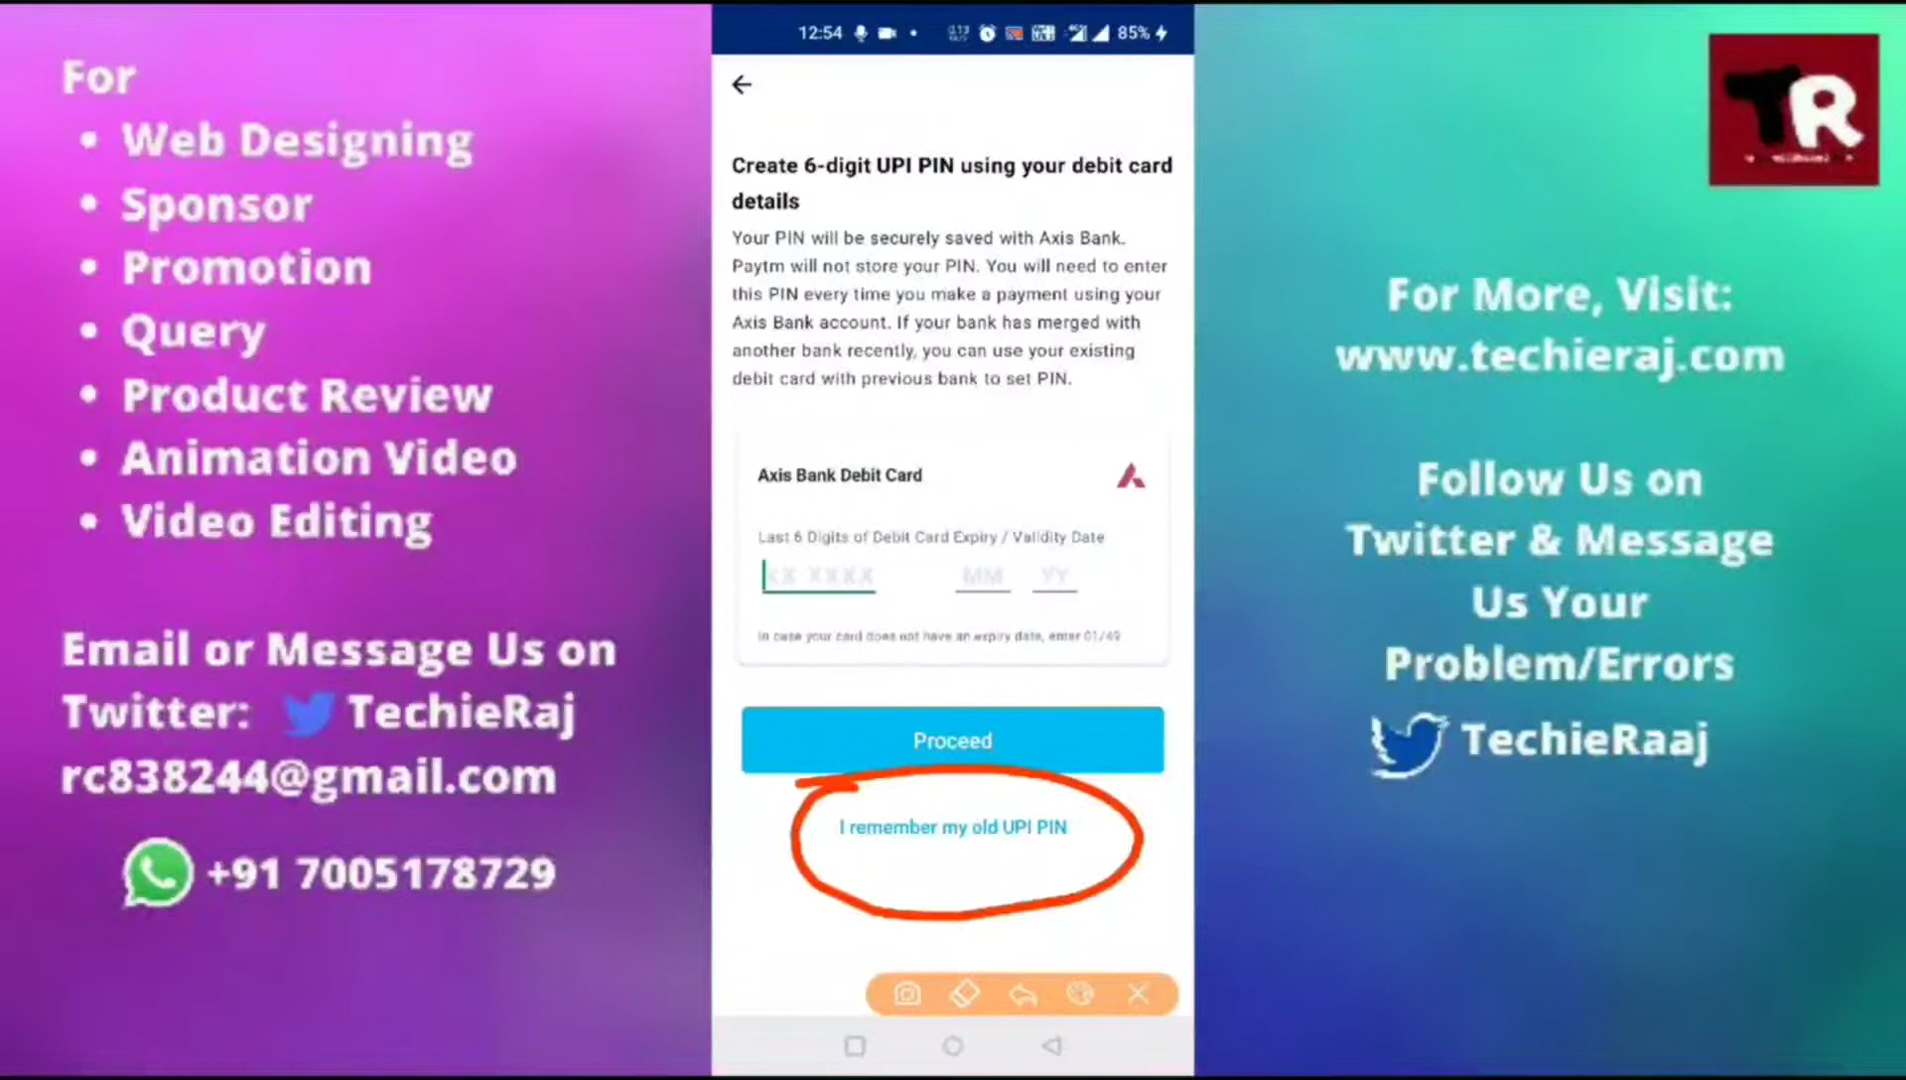 For
• Web Designing
• Sponsor
• Promotion
• Query
• Product Review
• Animation Video
• Video Editing
Email or Message Us on
Twitter: TechieRaj
rc838244@gmail.com
+91 7005178729
12:54
85%
Create 6-digit UPI PIN using your debit card
details
Your PIN will be securely saved with Axis Bank.
Paytm will not store your PIN. You will need to enter
this PIN every time you make a payment using your
Axis Bank account. If your bank has merged with
another bank recently, you can use your existing
debit card with previous bank to set PIN.
Axis Bank Debit Card
Last 6 Digits of Debit Card Expiry / Validity Date
XX XXXX MM YY
In case your card does not have an expiry date, enter 01/49
Proceed
I remember my old UPI PIN
TR
For More, Visit:
www.techieraj.com
Follow Us on
Twitter & Message
Us Your
Problem/Errors
TechieRaaj